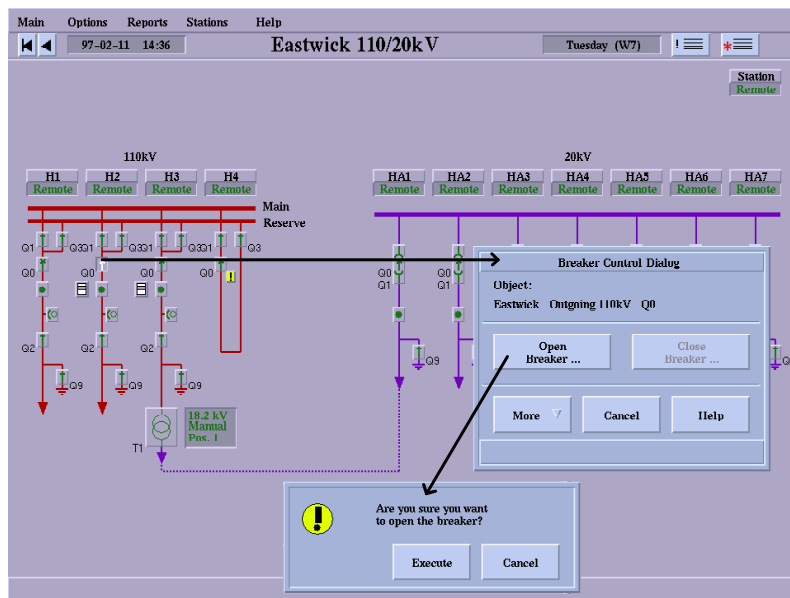 Main Options Reports Stations Help
97-02-11 14:36 Eastwick 110/20kV Tuesday (W7) ! *
Station
Remote
110kV 20kV
H1 H2 H3 H4 HA1 HA2 HA3 HA4 HA5 HA6 HA7
Remote Remote Remote Remote Remote Remote Remote Remote Remote Remote Remote
Main
Reserve
Q1 Q3 Q1 Q3 Q1 Q3 Q1 Q3
Q0 Q0 Q0 Q0 ! Q0 Q0
Q1 Q1
Q2 Q2 Q2
Q9 Q9 Q9 Q9
T1
18.2 kV
Manual
Pos. 1
Breaker Control Dialog
Object:
Eastwick Outgoing 110kV Q0
Open
Breaker ...
Close
Breaker ...
More Cancel Help
!
Are you sure you want
to open the breaker?
Execute Cancel